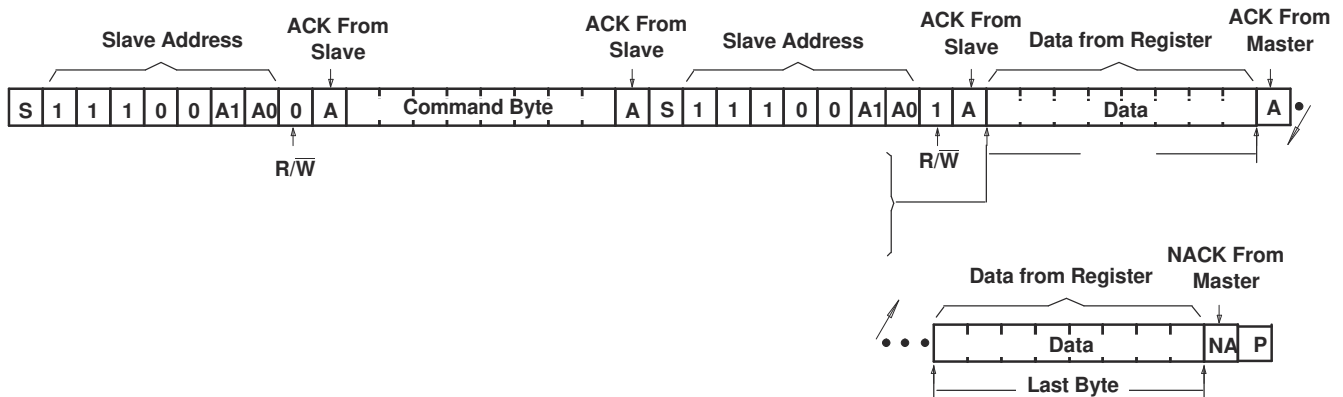 Slave Address
ACK From
Slave
ACK From
Slave
Slave Address
ACK From
Slave
Data from Register
ACK From
Master
S 1 1 1 0 0 A1 A0 0 A Command Byte A S 1 1 1 0 0 A1 A0 1 A Data A
R/W̅
R/W̅
Data from Register
NACK From
Master
Data NA P
Last Byte